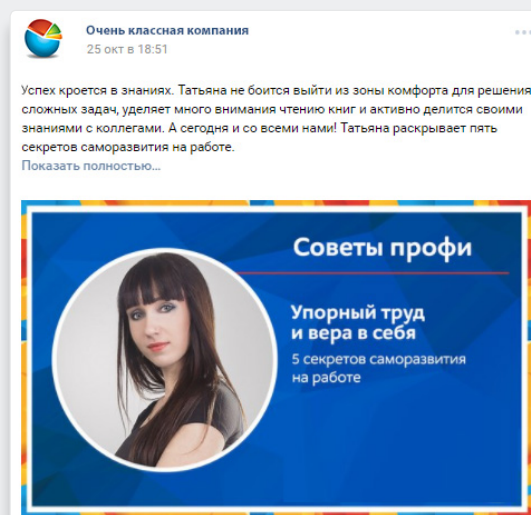 Очень классная компания
25 окт в 18:51
Успех кроется в знаниях. Татьяна не боится выйти из зоны комфорта для решения
сложных задач, уделяет много внимания чтению книг и активно делится своими
знаниями с коллегами. А сегодня и со всеми нами! Татьяна раскрывает пять
секретов саморазвития на работе.
Показать полностью...
Советы профи
Упорный труд
и вера в себя
5 секретов саморазвития
на работе